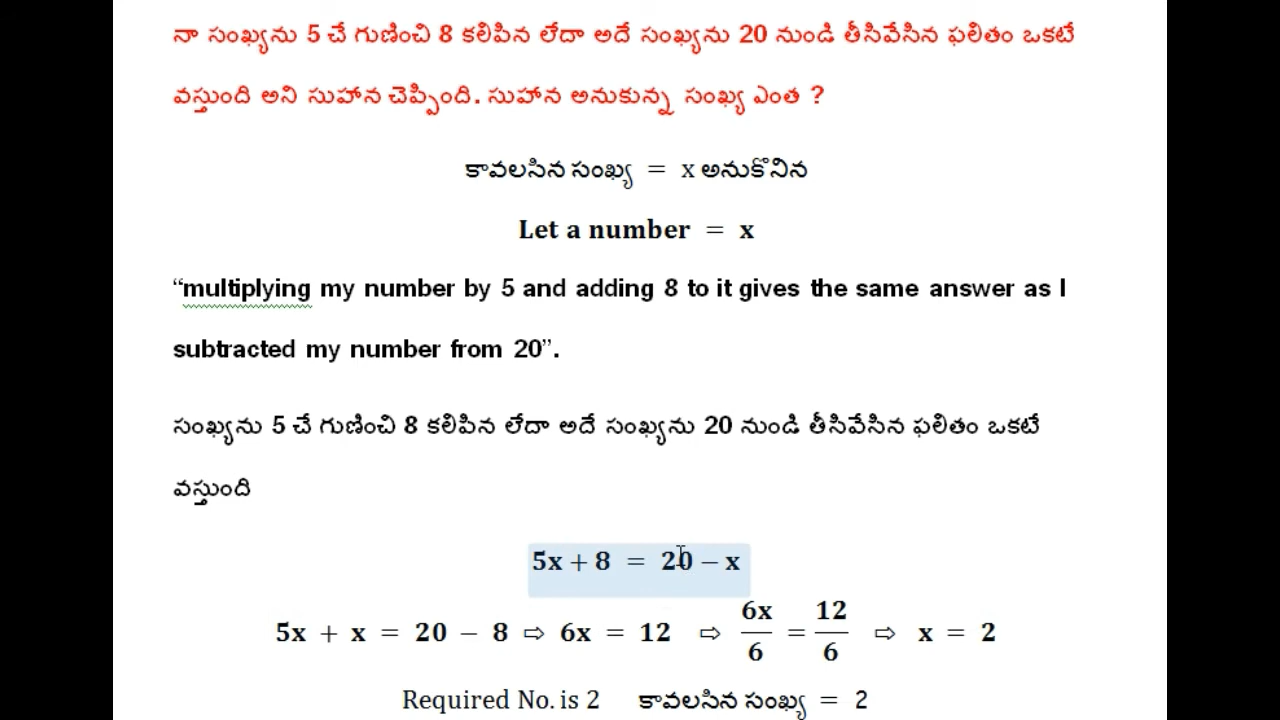 నా సంఖ్యను 5 చే గుణించి 8 కలిపిన లేదా అదే సంఖ్యను 20 నుండి తీసివేసిన ఫలితం ఒకటే
వస్తుంది అని సుహాన చెప్పింది. సుహాన అనుకున్న సంఖ్య ఎంత ?
కావలసిన సంఖ్య = x అనుకొనిన
Let a number = x
“multiplying my number by 5 and adding 8 to it gives the same answer as I
subtracted my number from 20”.
సంఖ్యను 5 చే గుణించి 8 కలిపిన లేదా అదే సంఖ్యను 20 నుండి తీసివేసిన ఫలితం ఒకటే
వస్తుంది
5x + 8 = 20 − x
5x + x = 20 − 8 ⇨ 6x = 12 ⇨ 6x/6 = 12/6 ⇨ x = 2
Required No. is 2 కావలసిన సంఖ్య = 2